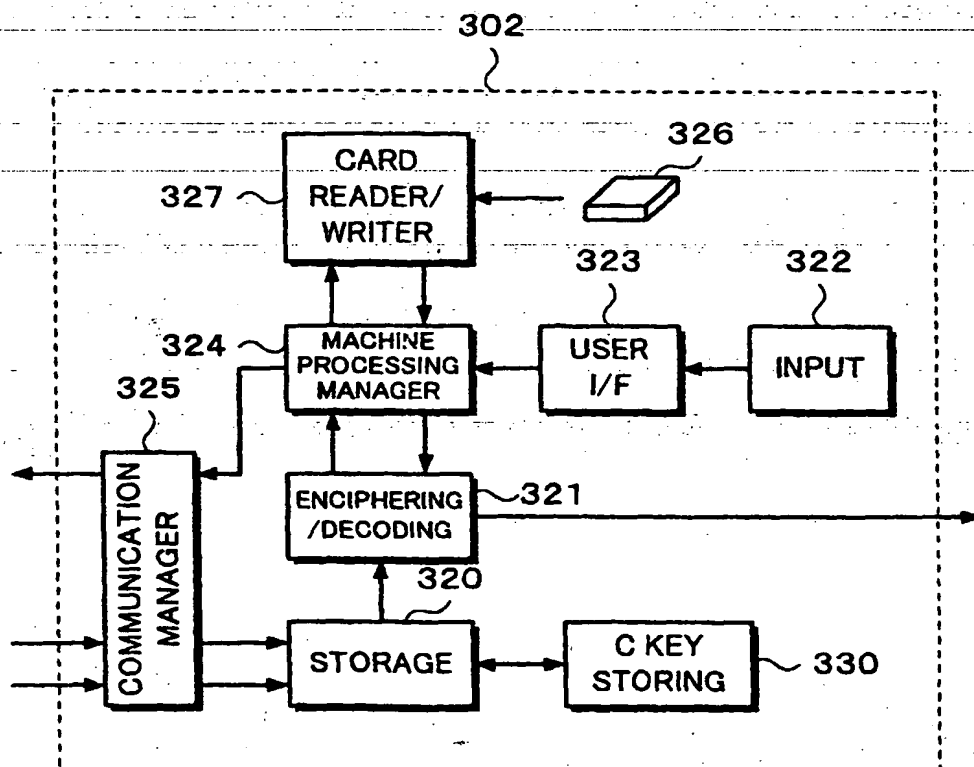 302
326
CARD
READER/
WRITER
327
323
322
324
MACHINE
PROCESSING
MANAGER
USER
I/F
INPUT
325
COMMUNICATION
MANAGER
ENCIPHERING
/DECODING
321
320
STORAGE
C KEY
STORING
330